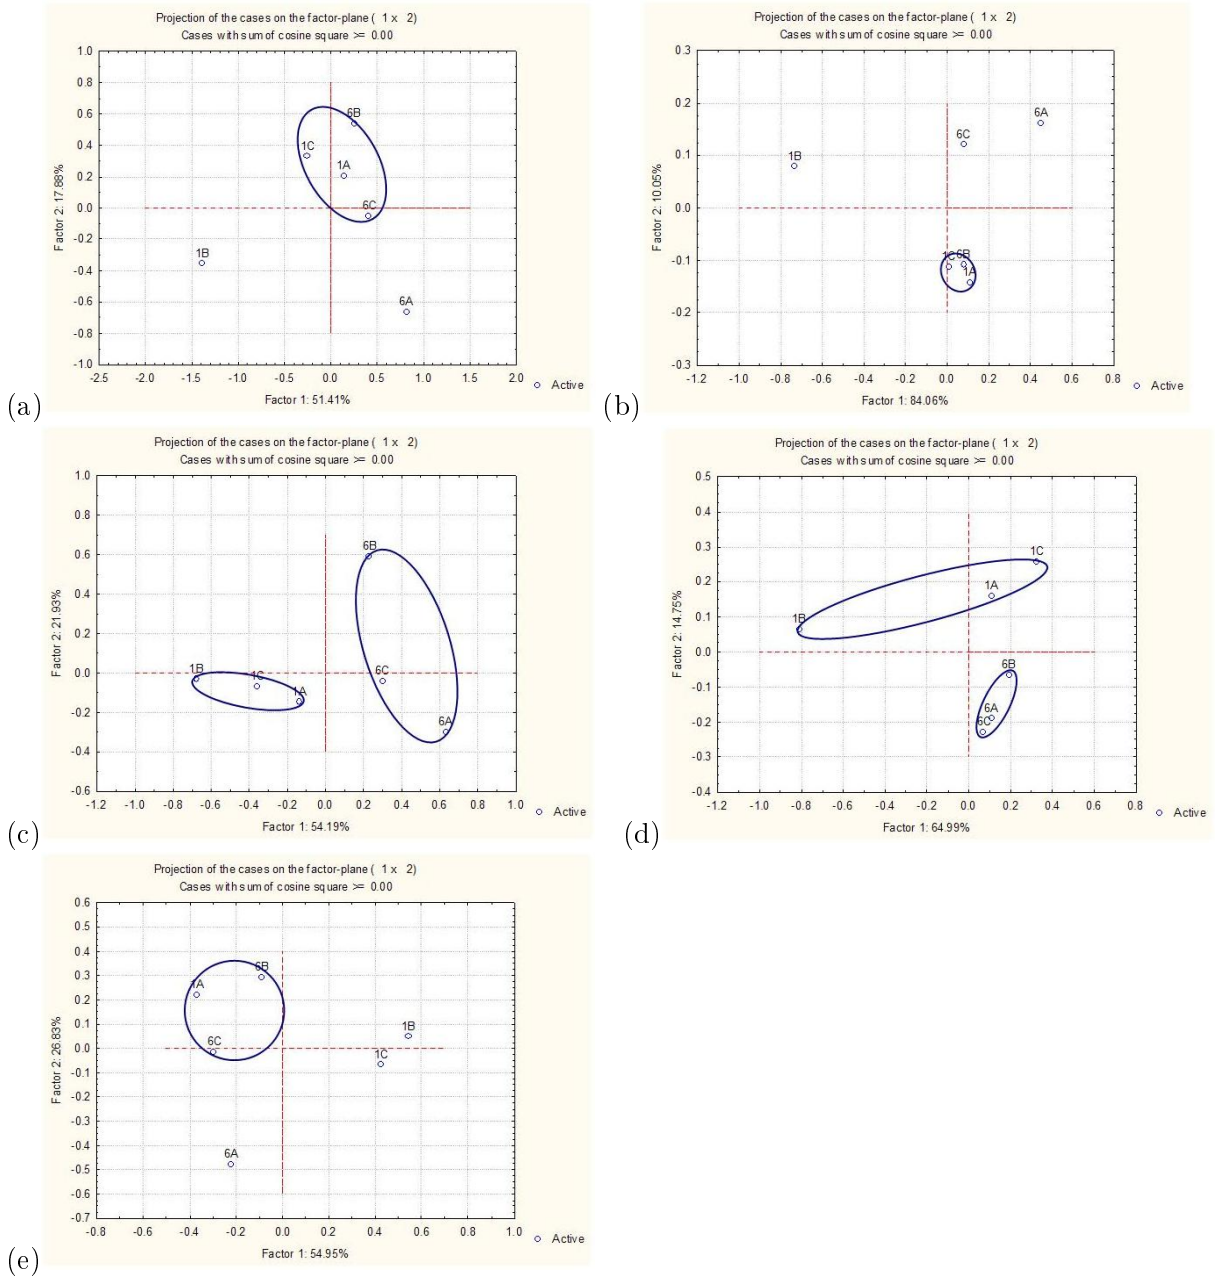 Projection of the cases on the factor-plane ( 1 x 2)
Cases with sum of cosine square >= 0.00
1.0
0.8
0.6
0.4
0.2
0.0
-0.2
-0.4
-0.6
-0.8
-1.0
Factor 2: 17.88%
6B
1C
1A
6C
1B
6A
-2.5 -2.0 -1.5 -1.0 -0.5 0.0 0.5 1.0 1.5 2.0
Factor 1: 51.41%
Active
(a)
Projection of the cases on the factor-plane ( 1 x 2)
Cases with sum of cosine square >= 0.00
0.3
0.2
0.1
0.0
-0.1
-0.2
-0.3
Factor 2: 10.05%
6A
6C
1B
1C 6B
1A
-1.2 -1.0 -0.8 -0.6 -0.4 -0.2 0.0 0.2 0.4 0.6 0.8
Factor 1: 84.06%
Active
(b)
Projection of the cases on the factor-plane ( 1 x 2)
Cases with sum of cosine square >= 0.00
1.0
0.8
0.6
0.4
0.2
0.0
-0.2
-0.4
-0.6
Factor 2: 21.93%
6B
1B
1C
6C
1A
6A
-1.2 -1.0 -0.8 -0.6 -0.4 -0.2 0.0 0.2 0.4 0.6 0.8 1.0
Factor 1: 54.19%
Active
(c)
Projection of the cases on the factor-plane ( 1 x 2)
Cases with sum of cosine square >= 0.00
0.5
0.4
0.3
0.2
0.1
0.0
-0.1
-0.2
-0.3
-0.4
Factor 2: 14.75%
1C
1A
1B
6B
6A
6C
-1.2 -1.0 -0.8 -0.6 -0.4 -0.2 0.0 0.2 0.4 0.6 0.8
Factor 1: 64.99%
Active
(d)
Projection of the cases on the factor-plane ( 1 x 2)
Cases with sum of cosine square >= 0.00
0.6
0.5
0.4
0.3
0.2
0.1
0.0
-0.1
-0.2
-0.3
-0.4
-0.5
-0.6
-0.7
Factor 2: 26.83%
6B
1A
1B
6C
1C
6A
-0.8 -0.6 -0.4 -0.2 0.0 0.2 0.4 0.6 0.8 1.0
Factor 1: 54.95%
Active
(e)